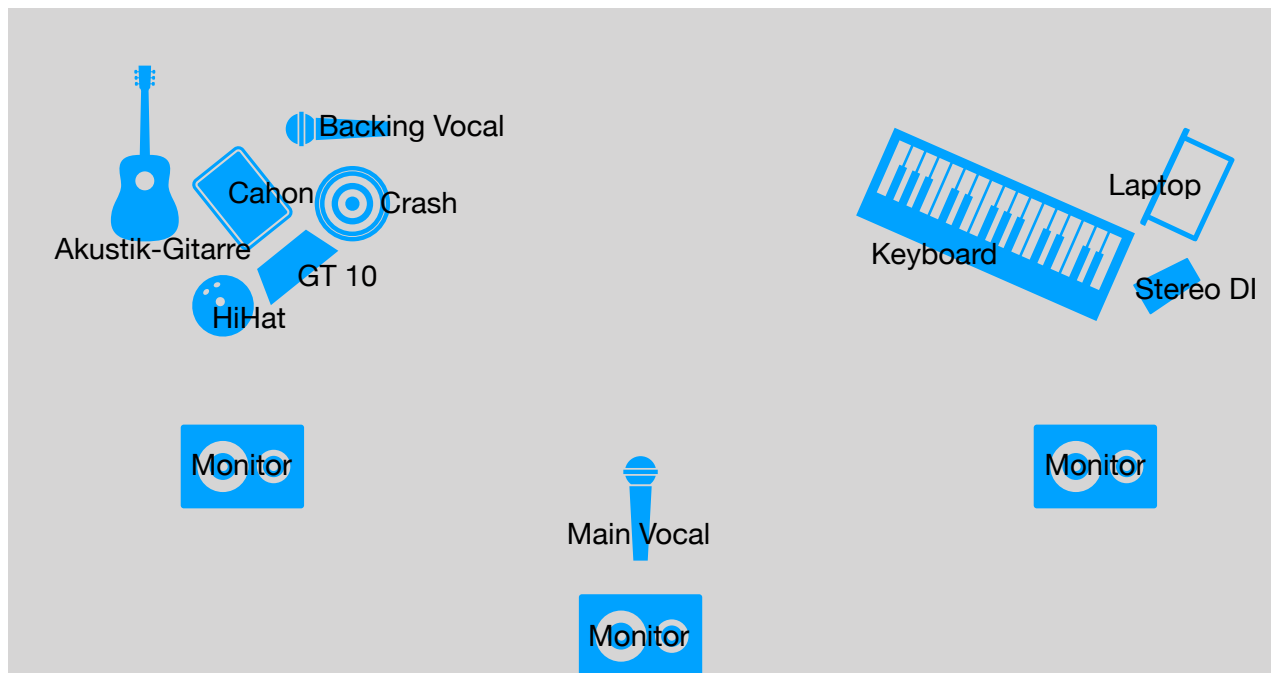 Backing Vocal
Cahon
Crash
Akustik-Gitarre
GT 10
HiHat
Laptop
Keyboard
Stereo DI
Monitor
Monitor
Main Vocal
Monitor